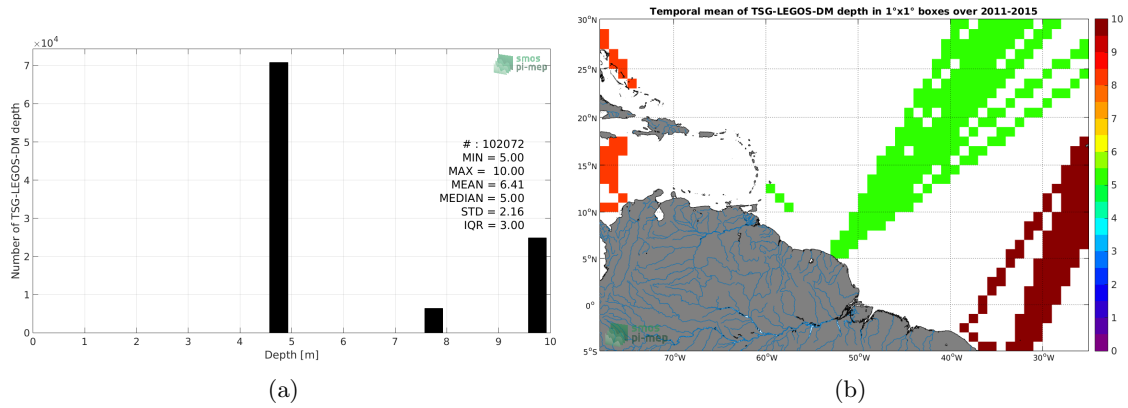 ×10⁴
7
6
5
4
3
2
1
0
0 1 2 3 4 5 6 7 8 9 10
Number of TSG-LEGOS-DM depth
Depth [m]
smos
pi-mep
# : 102072
MIN = 5.00
MAX = 10.00
MEAN = 6.41
MEDIAN = 5.00
STD = 2.16
IQR = 3.00
(a)
Temporal mean of TSG-LEGOS-DM depth in 1°x1° boxes over 2011-2015
30°N
25°N
20°N
15°N
10°N
5°N
0°
5°S
70°W 60°W 50°W 40°W 30°W
smos
pi-mep
10
9
8
7
6
5
4
3
2
1
0
(b)